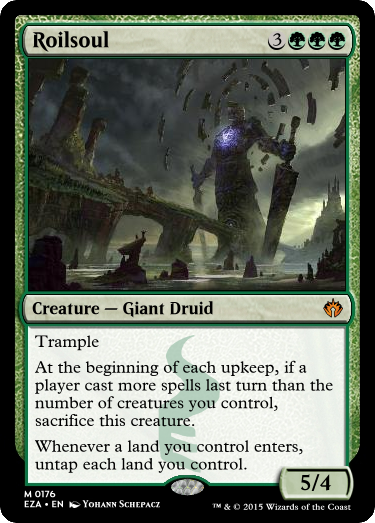 Roilsoul 3
Creature — Giant Druid
Trample
At the beginning of each upkeep, if a
player cast more spells last turn than the
number of creatures you control,
sacrifice this creature.
Whenever a land you control enters,
untap each land you control.
5/4
M 0176
EZA • EN Yohann Schepacz
™ & © 2015 Wizards of the Coast